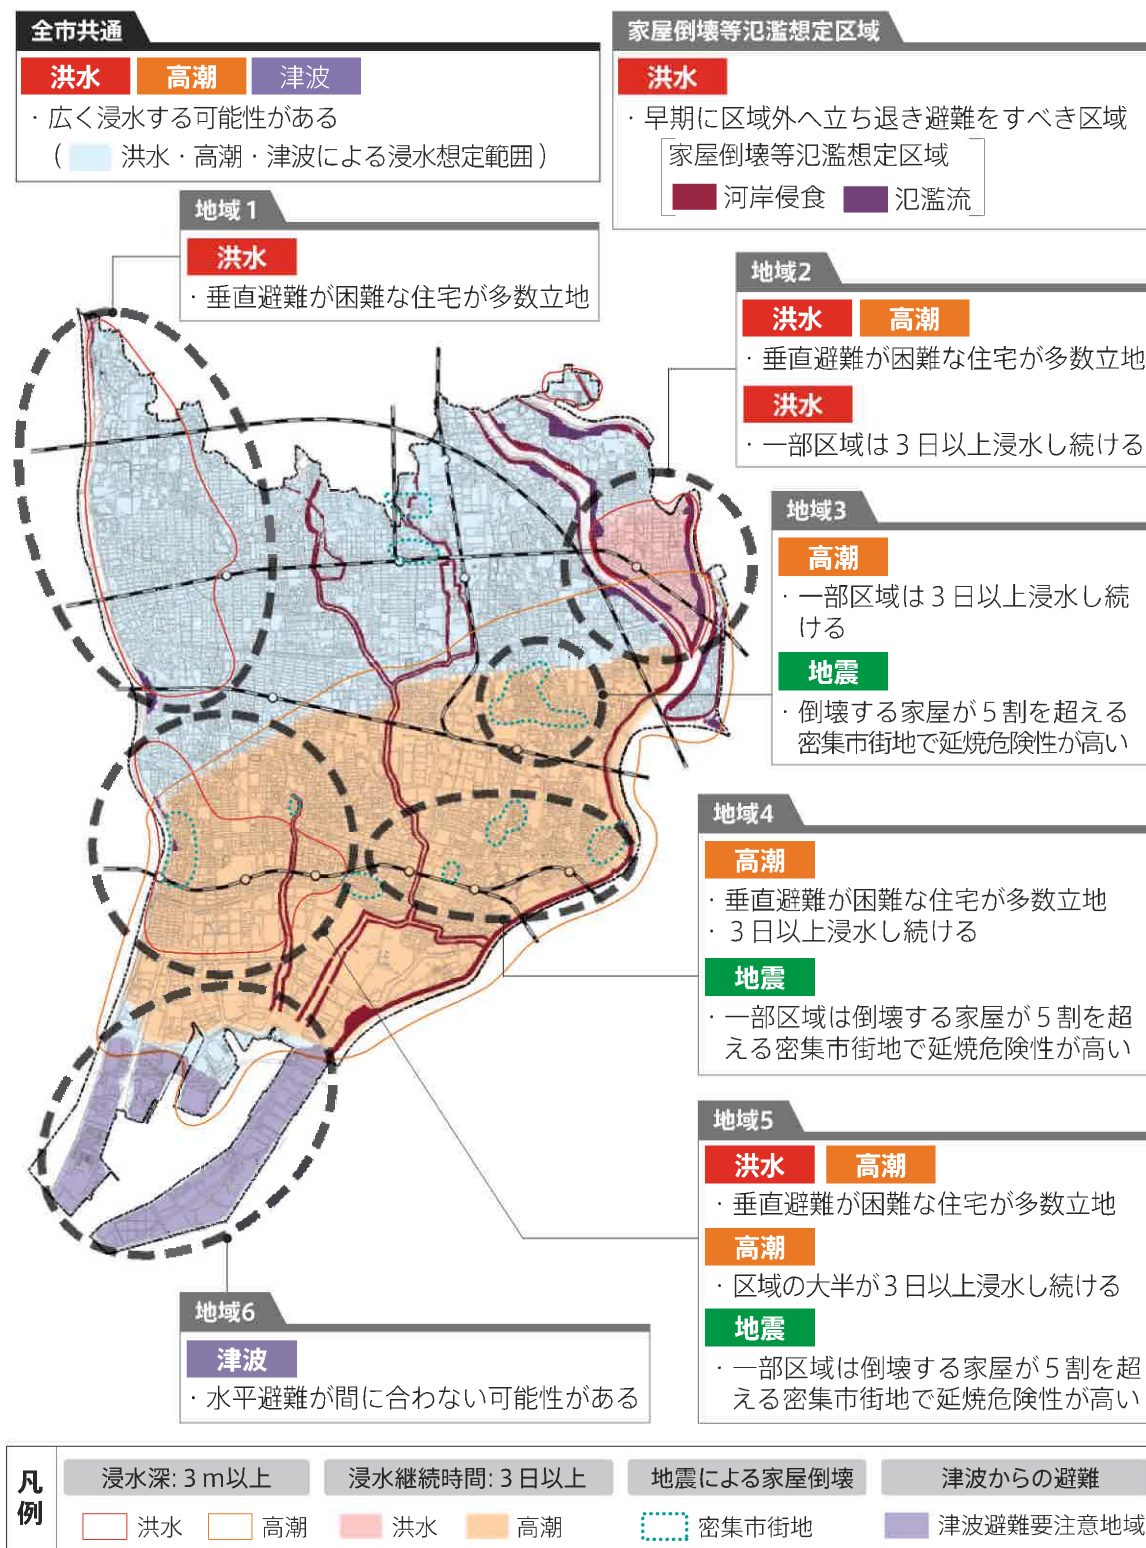 全市共通
洪水 高潮 津波
・広く浸水する可能性がある
（ 洪水・高潮・津波による浸水想定範囲）
家屋倒壊等氾濫想定区域
洪水
・早期に区域外へ立ち退き避難をすべき区域
家屋倒壊等氾濫想定区域
河岸侵食 氾濫流
地域1
洪水
・垂直避難が困難な住宅が多数立地
地域2
洪水 高潮
・垂直避難が困難な住宅が多数立地
洪水
・一部区域は3日以上浸水し続ける
地域3
高潮
・一部区域は3日以上浸水し続
ける
地震
・倒壊する家屋が5割を超える
密集市街地で延焼危険性が高い
地域4
高潮
・垂直避難が困難な住宅が多数立地
・3日以上浸水し続ける
地震
・一部区域は倒壊する家屋が5割を超
える密集市街地で延焼危険性が高い
地域5
洪水 高潮
・垂直避難が困難な住宅が多数立地
高潮
・区域の大半が3日以上浸水し続ける
地震
・一部区域は倒壊する家屋が5割を超
える密集市街地で延焼危険性が高い
地域6
津波
・水平避難が間に合わない可能性がある
凡例
浸水深:3m以上 浸水継続時間:3日以上 地震による家屋倒壊 津波からの避難
洪水 高潮 洪水 高潮 密集市街地 津波避難要注意地域